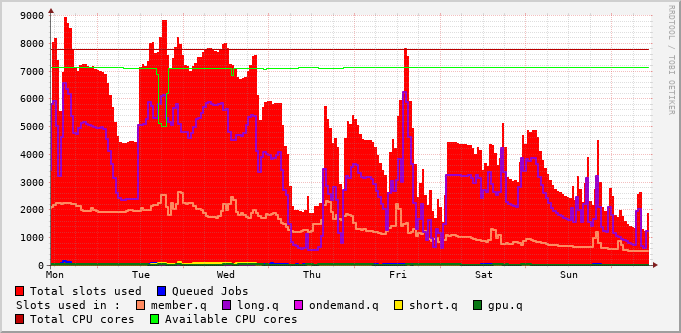 9000
8000
7000
6000
5000
4000
3000
2000
1000
0
Mon Tue Wed Thu Fri Sat Sun
RRDTOOL / TOBI OETIKER
Total slots used Queued Jobs
Slots used in : member.q long.q ondemand.q short.q gpu.q
Total CPU cores Available CPU cores